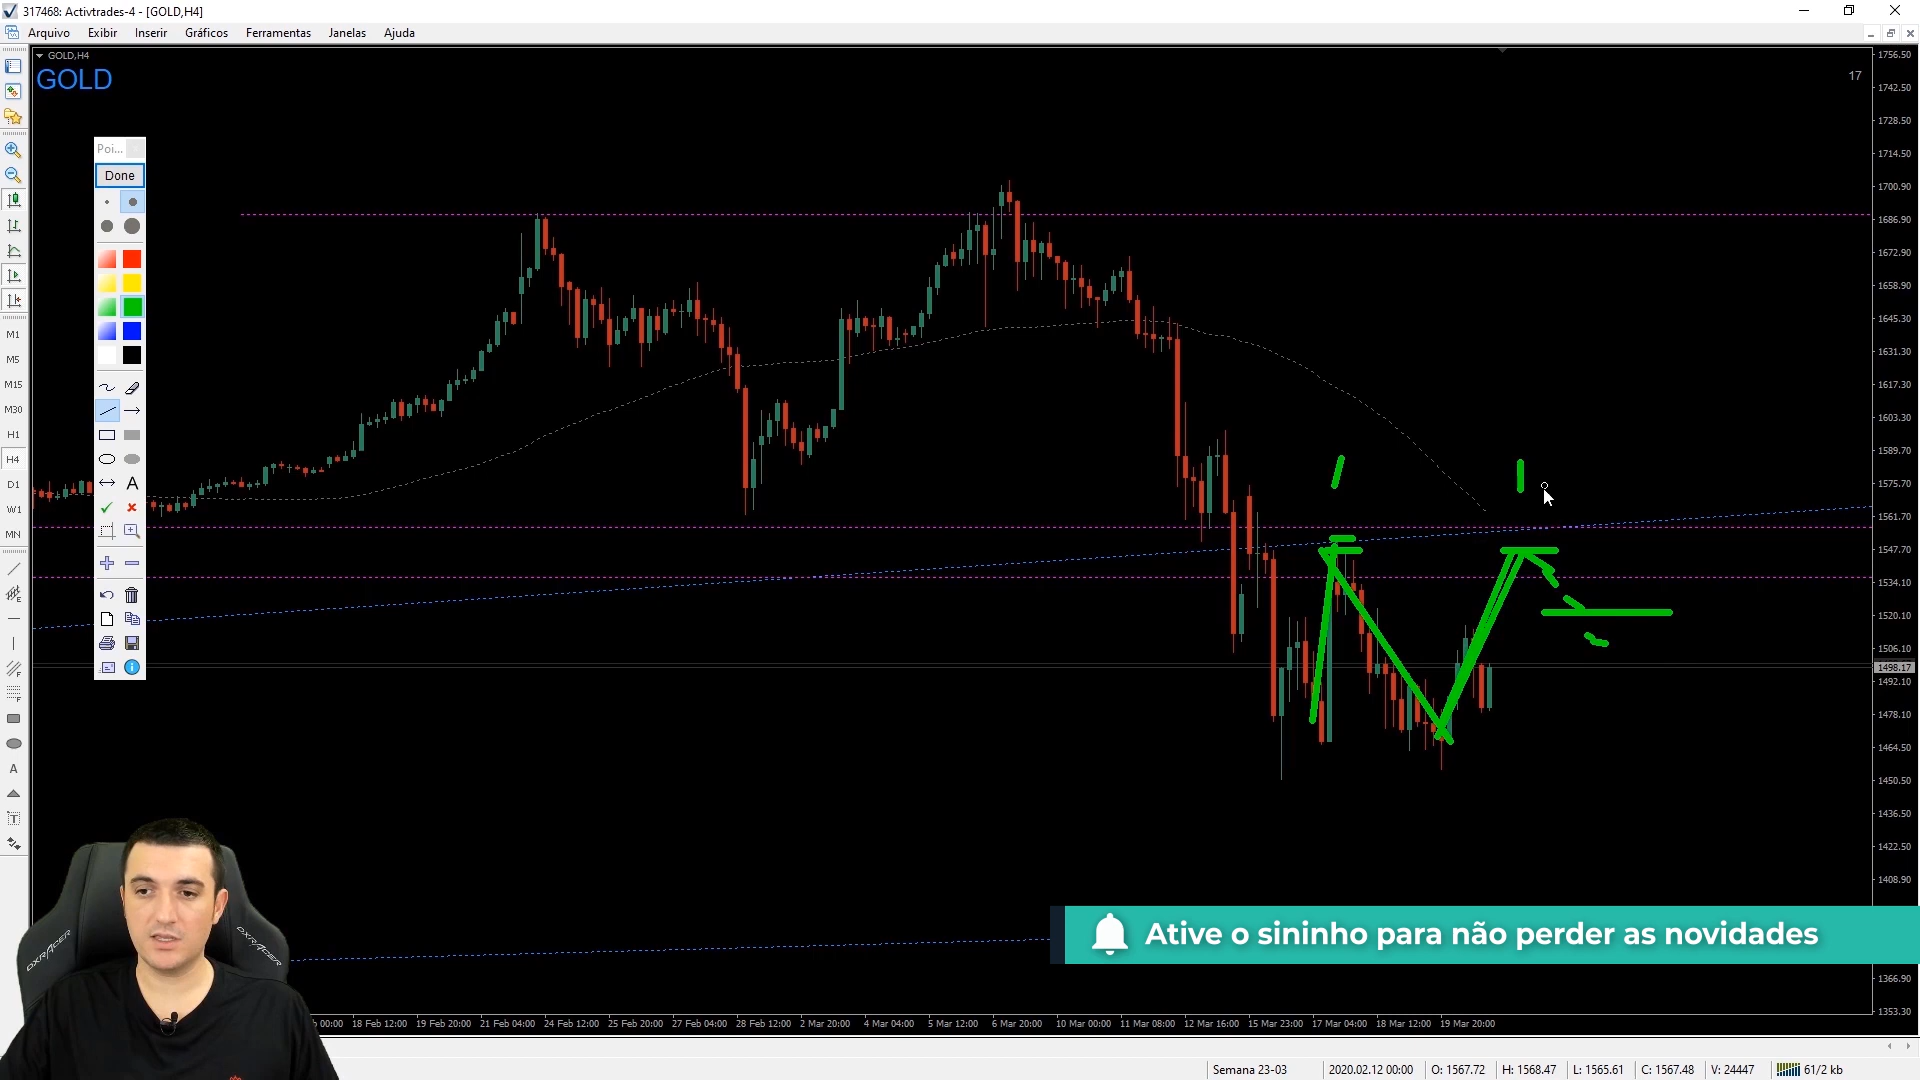 317468: Activtrades-4 - [GOLD,H4]
Arquivo Exibir Inserir Gráficos Ferramentas Janelas Ajuda
GOLD,H4
GOLD
17
Poi...
Done
A
M1
M5
M15
M30
H1
H4
D1
W1
MN
A
T
1756.50
1742.50
1728.50
1714.50
1700.90
1686.90
1672.90
1658.90
1645.30
1631.30
1617.30
1603.30
1589.70
1575.70
1561.70
1547.70
1534.10
1520.10
1506.10
1498.17
1492.10
1478.10
1464.50
1450.50
1436.50
1422.50
1408.90
1366.90
1353.30
DXRACER
DXRACER
Ative o sininho para não perder as novidades
00:00 18 Feb 12:00 19 Feb 20:00 21 Feb 04:00 24 Feb 12:00 25 Feb 20:00 27 Feb 04:00 28 Feb 12:00 2 Mar 20:00 4 Mar 04:00 5 Mar 12:00 6 Mar 20:00 10 Mar 00:00 11 Mar 08:00 12 Mar 16:00 15 Mar 23:00 17 Mar 04:00 18 Mar 12:00 19 Mar 20:00
Semana 23-03 2020.02.12 00:00 O: 1567.72 H: 1568.47 L: 1565.61 C: 1567.48 V: 24447 61/2 kb